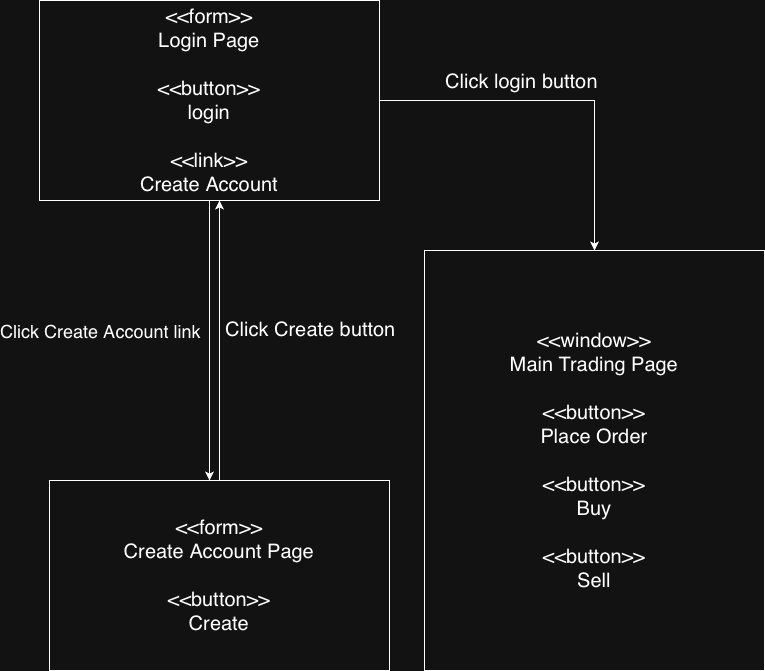 <<form>>
Login Page
<<button>>
login
<<link>>
Create Account
Click login button
Click Create Account link
Click Create button
<<window>>
Main Trading Page
<<button>>
Place Order
<<button>>
Buy
<<button>>
Sell
<<form>>
Create Account Page
<<button>>
Create